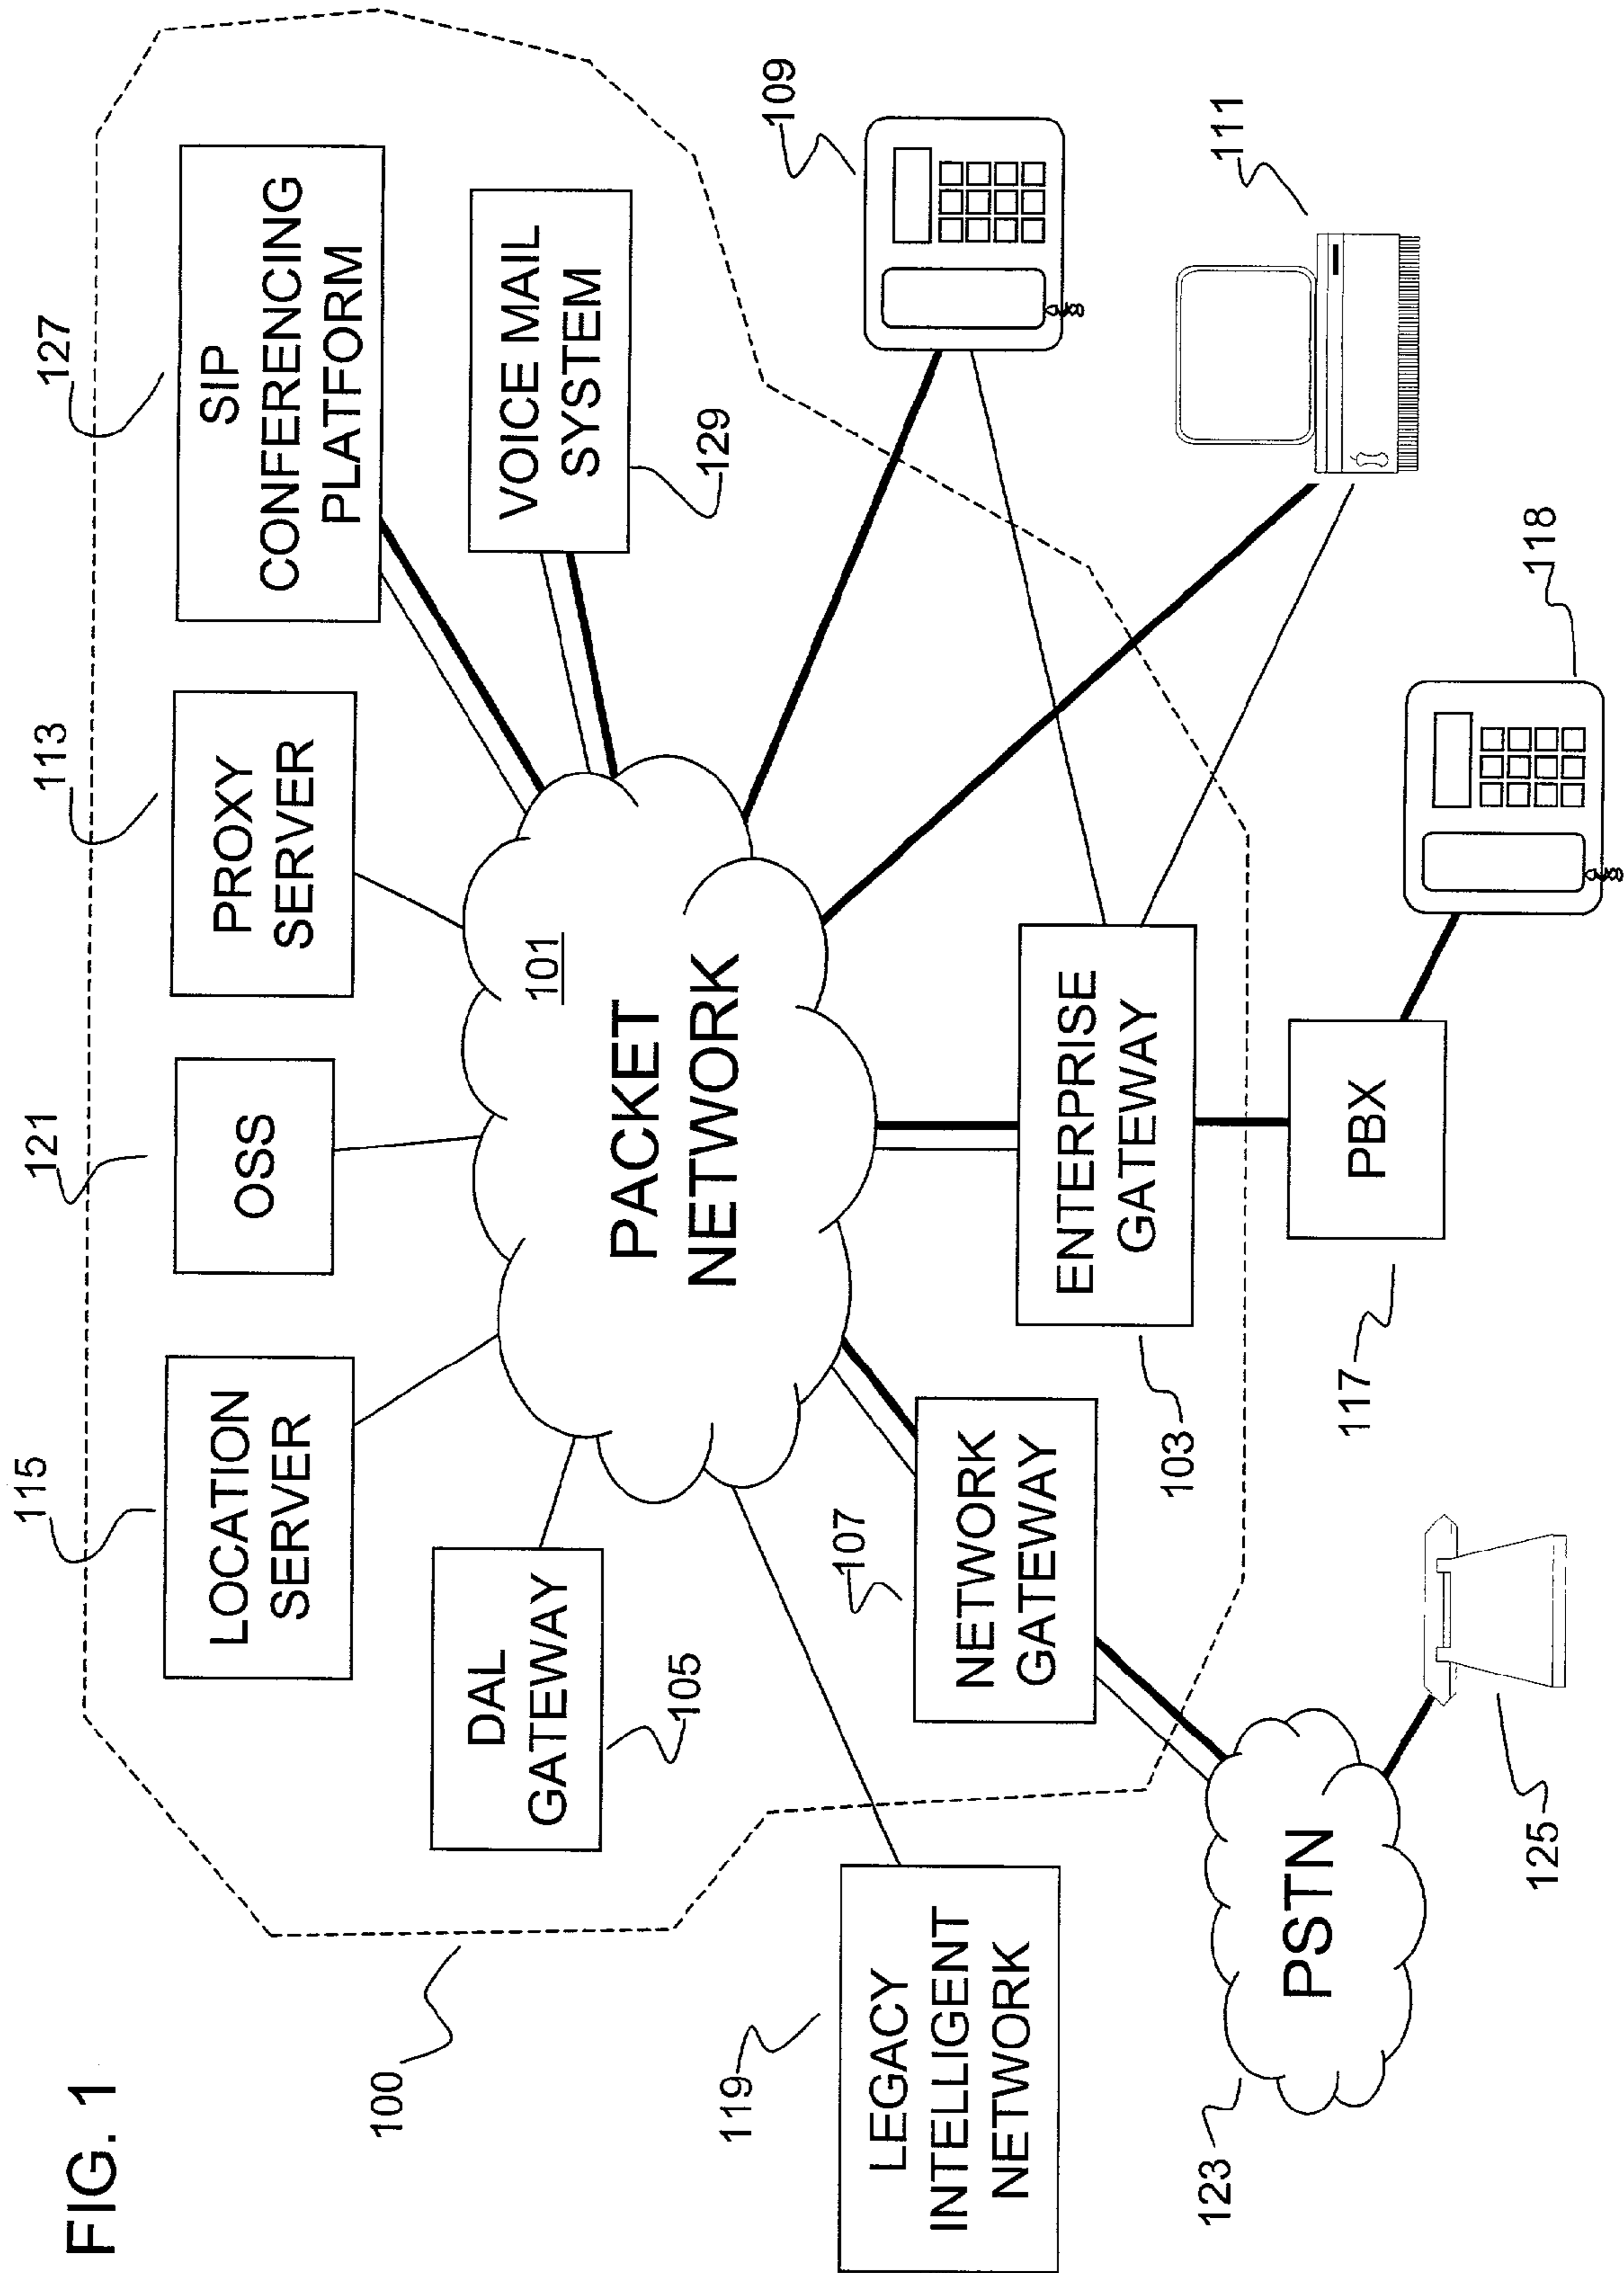 FIG. 1
100
115
LOCATION
SERVER
121
OSS
113
PROXY
SERVER
127
SIP
CONFERENCING
PLATFORM
DAL
GATEWAY
105
101
PACKET
NETWORK
VOICE MAIL
SYSTEM
129
109
119
LEGACY
INTELLIGENT
NETWORK
107
NETWORK
GATEWAY
ENTERPRISE
GATEWAY
103
111
123
PSTN
125
117
PBX
118